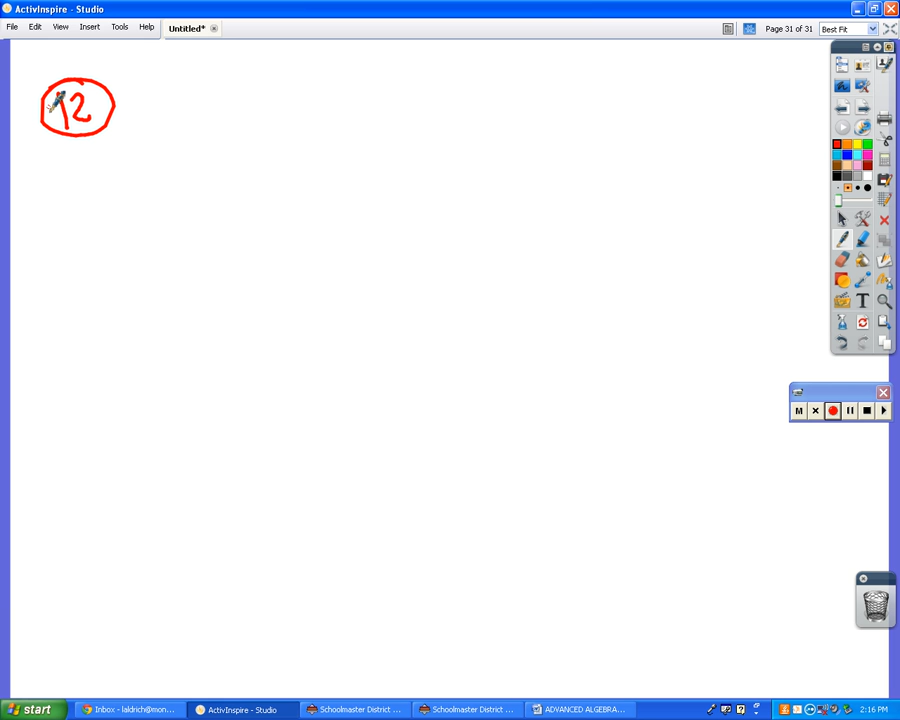 ActivInspire - Studio
File Edit View Insert Tools Help
Untitled*
Page 31 of 31
Best Fit
12
T
M
start
Inbox - laldrich@mon...
ActivInspire - Studio
Schoolmaster District ...
Schoolmaster District ...
ADVANCED ALGEBRA...
2:16 PM